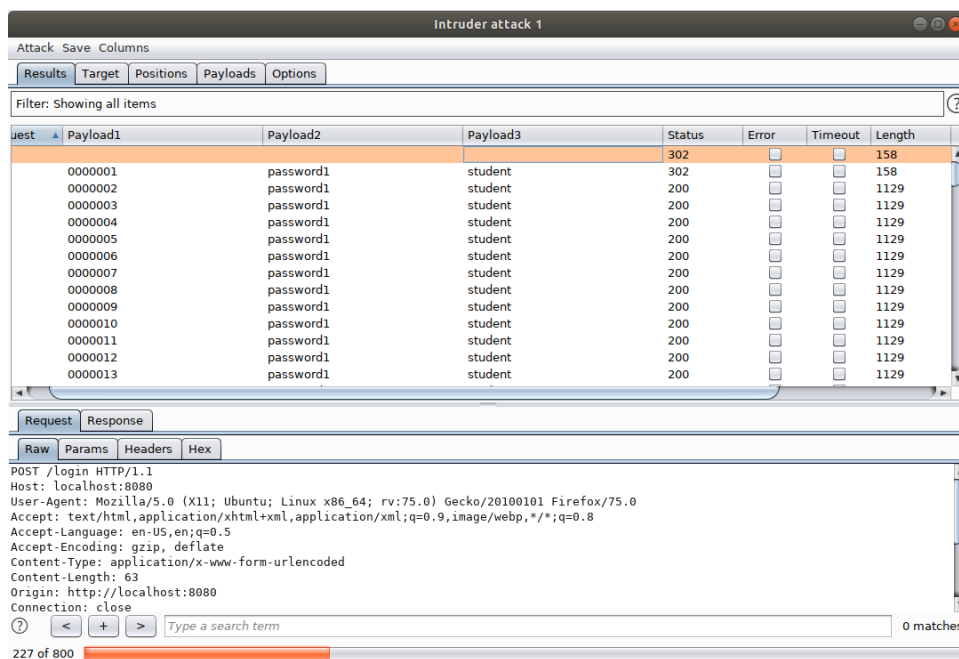 Intruder attack 1
Attack Save Columns
Results Target Positions Payloads Options
Filter: Showing all items
uest Payload1 Payload2 Payload3 Status Error Timeout Length
302 158
0000001 password1 student 302 158
0000002 password1 student 200 1129
0000003 password1 student 200 1129
0000004 password1 student 200 1129
0000005 password1 student 200 1129
0000006 password1 student 200 1129
0000007 password1 student 200 1129
0000008 password1 student 200 1129
0000009 password1 student 200 1129
0000010 password1 student 200 1129
0000011 password1 student 200 1129
0000012 password1 student 200 1129
0000013 password1 student 200 1129
Request Response
Raw Params Headers Hex
POST /login HTTP/1.1
Host: localhost:8080
User-Agent: Mozilla/5.0 (X11; Ubuntu; Linux x86_64; rv:75.0) Gecko/20100101 Firefox/75.0
Accept: text/html,application/xhtml+xml,application/xml;q=0.9,image/webp,*/*;q=0.8
Accept-Language: en-US,en;q=0.5
Accept-Encoding: gzip, deflate
Content-Type: application/x-www-form-urlencoded
Content-Length: 63
Origin: http://localhost:8080
Connection: close
? < + > Type a search term 0 matches
227 of 800